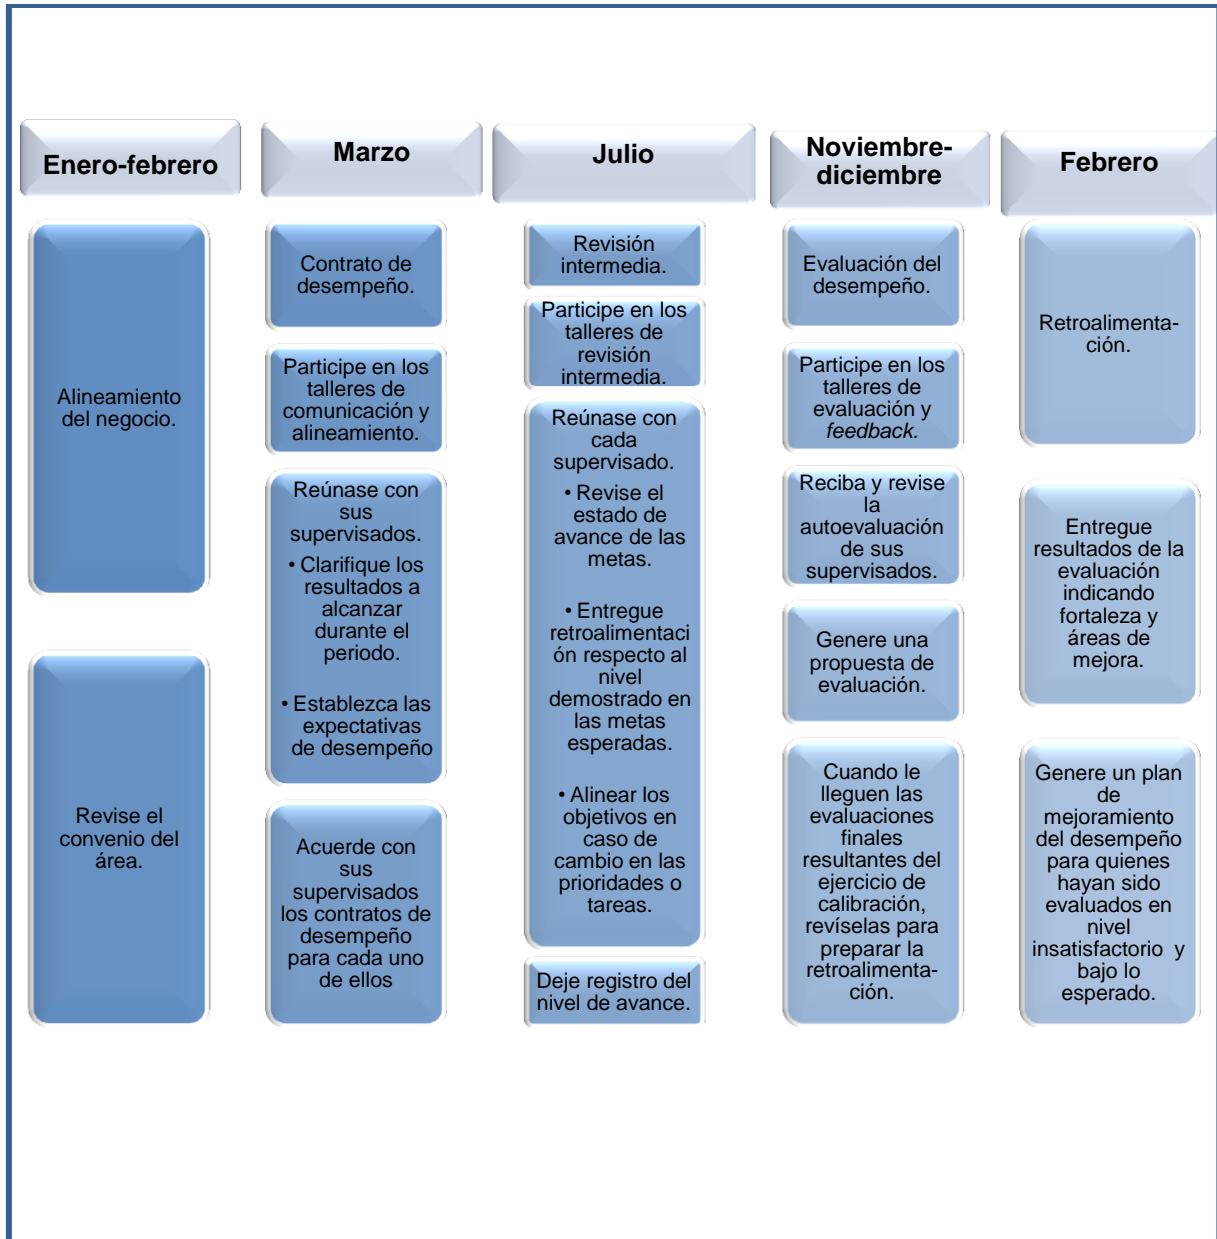 Enero-febrero
Alineamiento
del negocio.
Revise el
convenio del
área.
Marzo
Contrato de
desempeño.
Participe en los
talleres de
comunicación y
alineamiento.
Reúnase con
sus
supervisados.
• Clarifique los
resultados a
alcanzar
durante el
periodo.
• Establezca las
expectativas
de desempeño
Acuerde con
sus
supervisados
los contratos de
desempeño
para cada uno
de ellos
Julio
Revisión
intermedia.
Participe en los
talleres de
revisión
intermedia.
Reúnase con
cada
supervisado.
• Revise el
estado de
avance de las
metas.
• Entregue
retroalimentaci
ón respecto al
nivel
demostrado en
las metas
esperadas.
• Alinear los
objetivos en
caso de
cambio en las
prioridades o
tareas.
Deje registro del
nivel de avance.
Noviembre-
diciembre
Evaluación del
desempeño.
Participe en los
talleres de
evaluación y
feedback.
Reciba y revise
la
autoevaluación
de sus
supervisados.
Genere una
propuesta de
evaluación.
Cuando le
lleguen las
evaluaciones
finales
resultantes del
ejercicio de
calibración,
revíselas para
preparar la
retroalimenta-
ción.
Febrero
Retroalimenta-
ción.
Entregue
resultados de la
evaluación
indicando
fortaleza y
áreas de
mejora.
Genere un plan
de
mejoramiento
del desempeño
para quienes
hayan sido
evaluados en
nivel
insatisfactorio y
bajo lo
esperado.